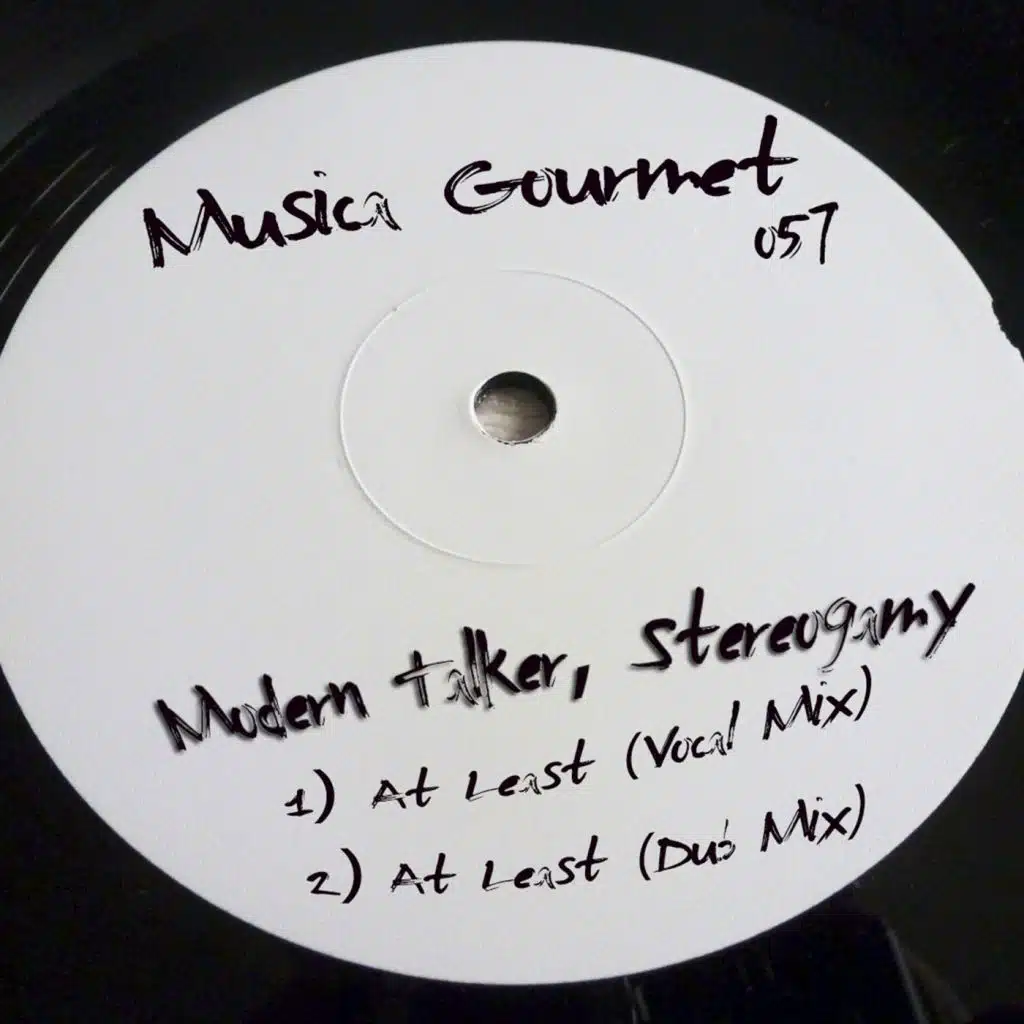 Musica Gourmet
057
Modern talker, Stereogamy
1) At Least (Vocal Mix)
2) At Least (Dub Mix)